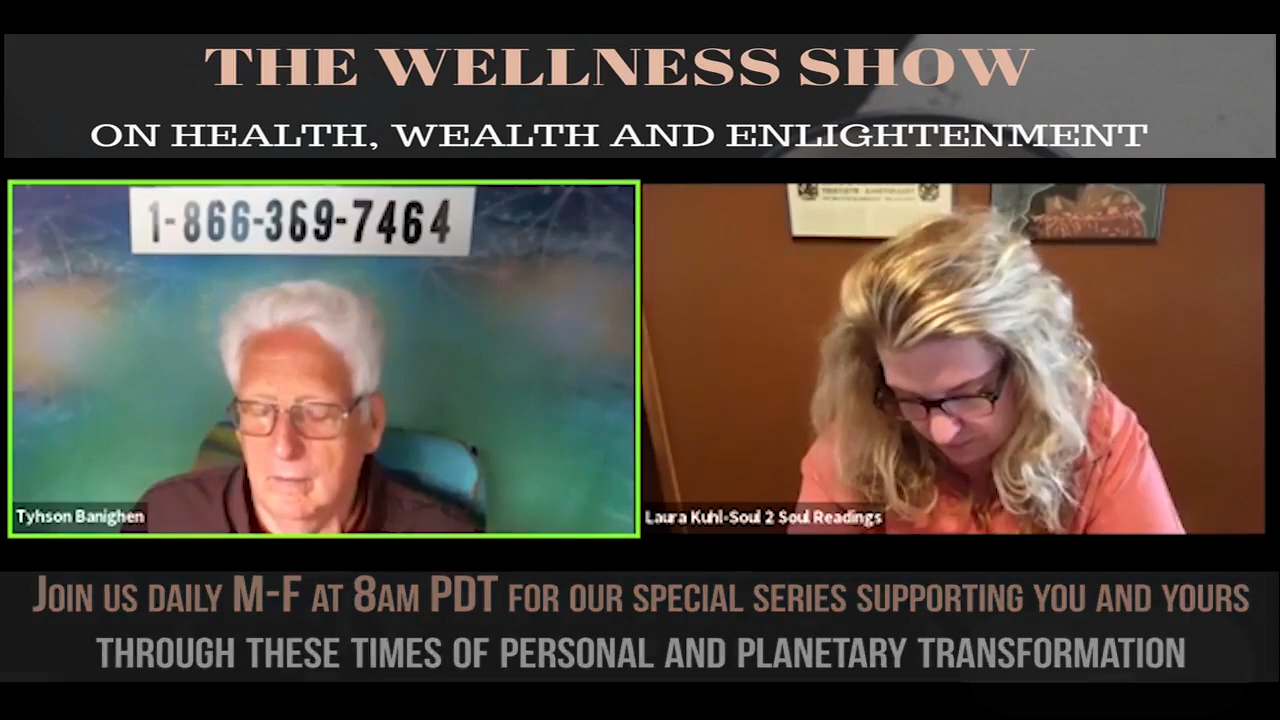 THE WELLNESS SHOW
ON HEALTH, WEALTH AND ENLIGHTENMENT
1-866-369-7464
Tyhson Banighen
Laura Kuhl-Soul 2 Soul Readings
JOIN US DAILY M-F AT 8AM PDT FOR OUR SPECIAL SERIES SUPPORTING YOU AND YOURS
THROUGH THESE TIMES OF PERSONAL AND PLANETARY TRANSFORMATION